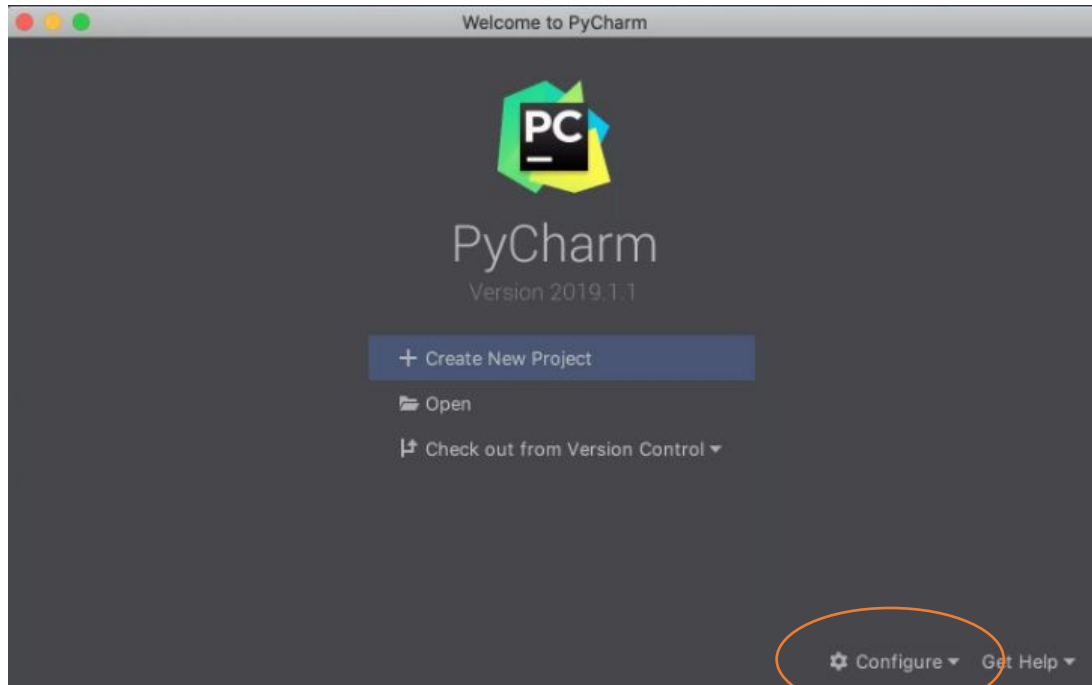 Welcome to PyCharm
PC
PyCharm
Version 2019.1.1
Create New Project
Open
Check out from Version Control
Configure Get Help